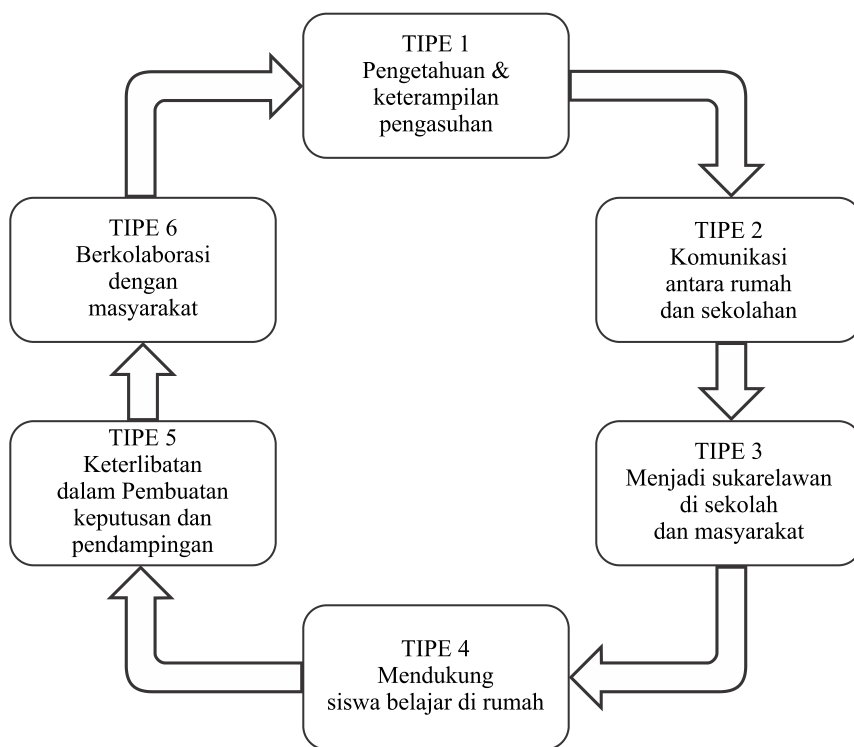 TIPE 1
Pengetahuan &
keterampilan
pengasuhan
TIPE 2
Komunikasi
antara rumah
dan sekolahan
TIPE 3
Menjadi sukarelawan
di sekolah
dan masyarakat
TIPE 4
Mendukung
siswa belajar di rumah
TIPE 5
Keterlibatan
dalam Pembuatan
keputusan dan
pendampingan
TIPE 6
Berkolaborasi
dengan
masyarakat